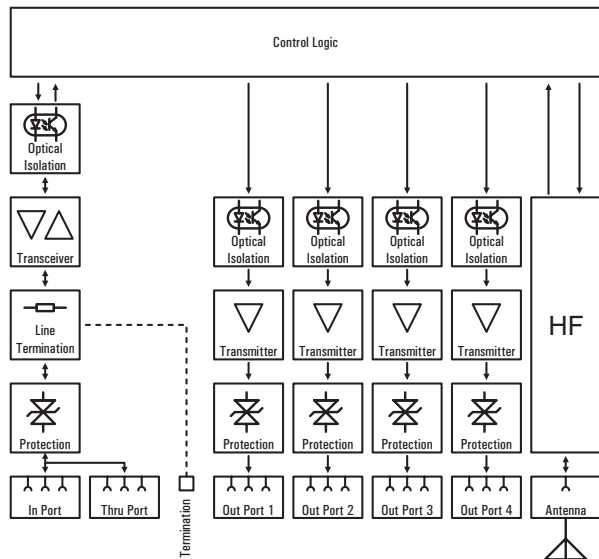 Control Logic
Optical
Isolation
Transceiver
Line
Termination
Protection
In Port
Thru Port
Termination
Optical
Isolation
Transmitter
Protection
Out Port 1
Optical
Isolation
Transmitter
Protection
Out Port 2
Optical
Isolation
Transmitter
Protection
Out Port 3
Optical
Isolation
Transmitter
Protection
Out Port 4
HF
Antenna